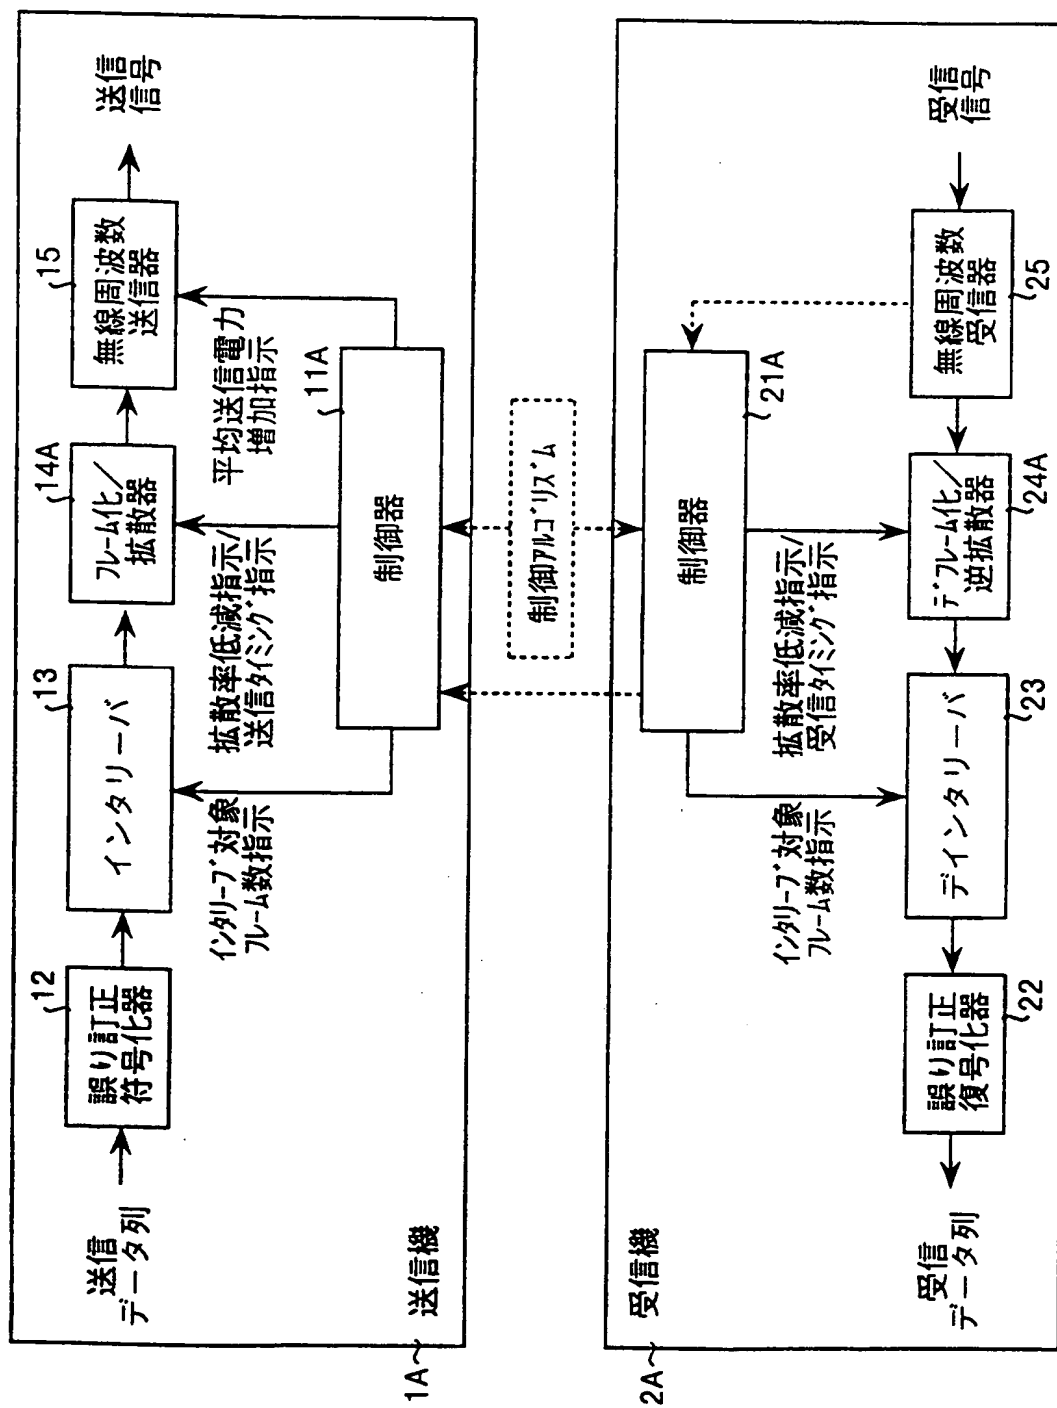 1A
送信機
送信
データ列
12
誤り訂正
符号化器
13
インタリーバ
14A
フレーム化/
拡散器
15
無線周波数
送信器
送信
信号
インタリーブ対象
フレーム数指示
拡散率低減指示/
送信タイミング指示
平均送信電力
増加指示
11A
制御器
制御アルゴリズム
2A
受信機
制御器
21A
インタリーブ対象
フレーム数指示
拡散率低減指示/
受信タイミング指示
受信
データ列
誤り訂正
復号化器
22
デインタリーバ
23
デフレーム化/
逆拡散器
24A
無線周波数
受信器
25
受信
信号